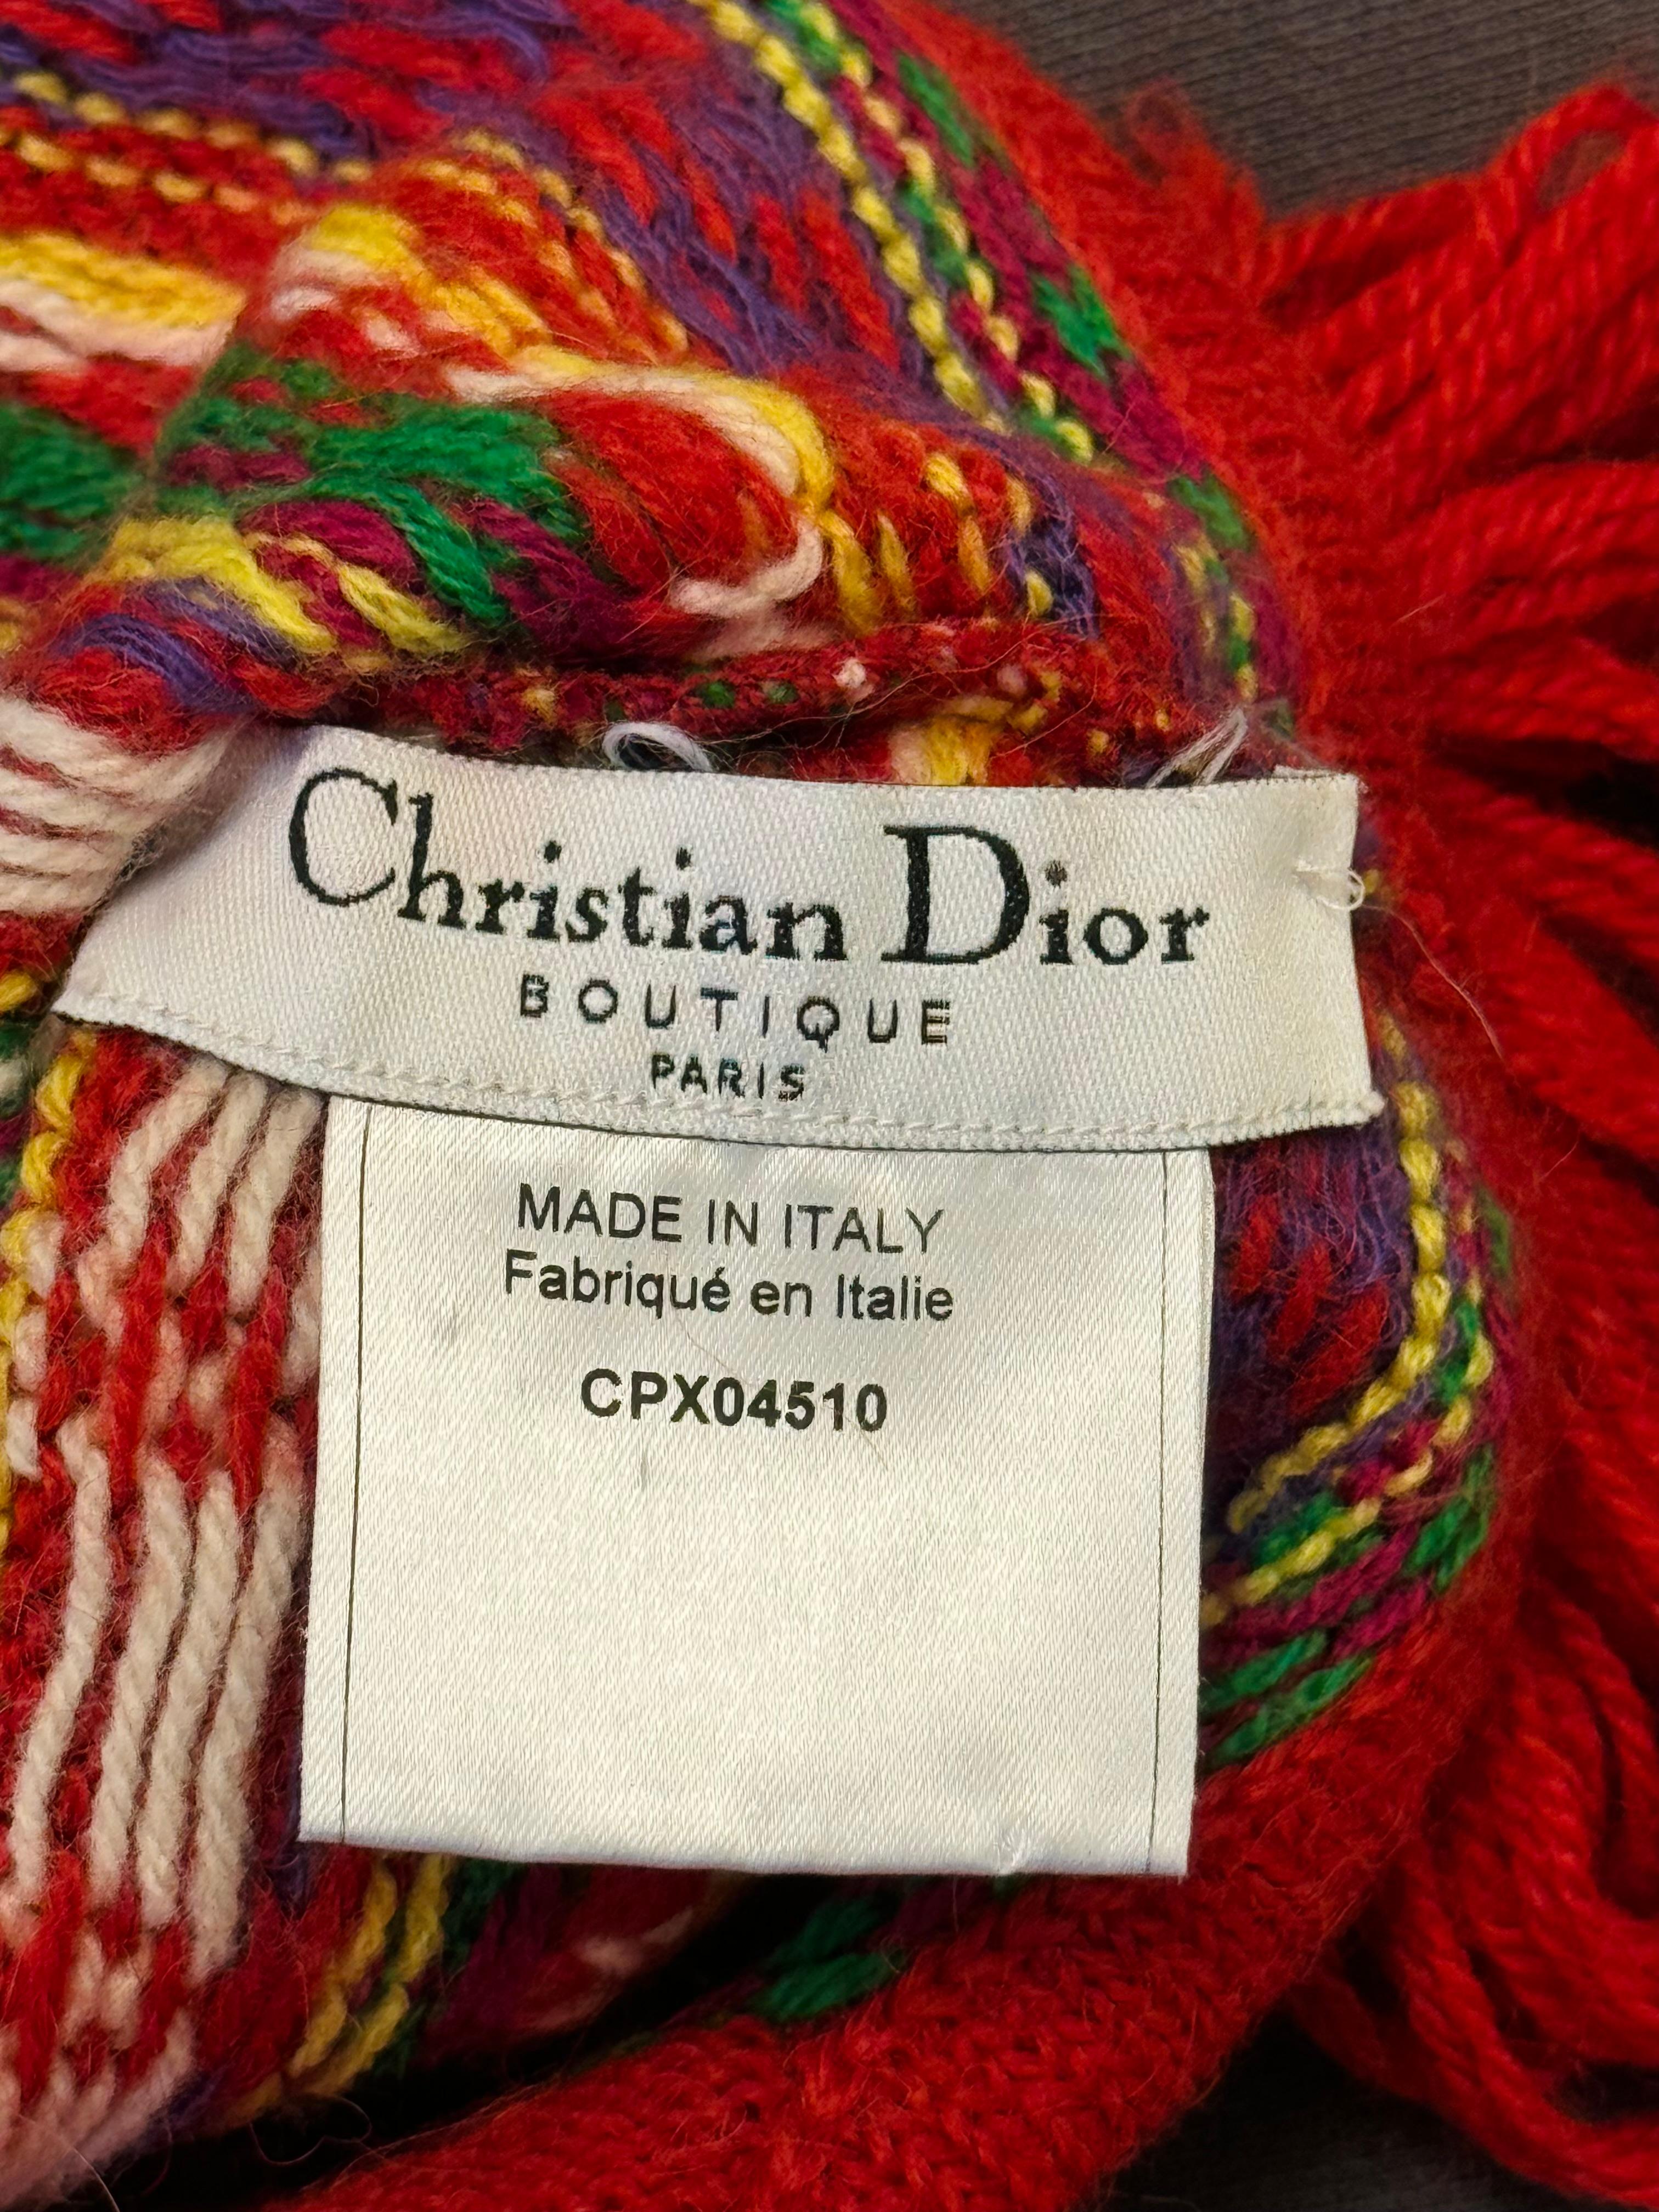 Christian Dior
BOUTIQUE
PARIS
MADE IN ITALY
Fabriqué en Italie
CPX04510